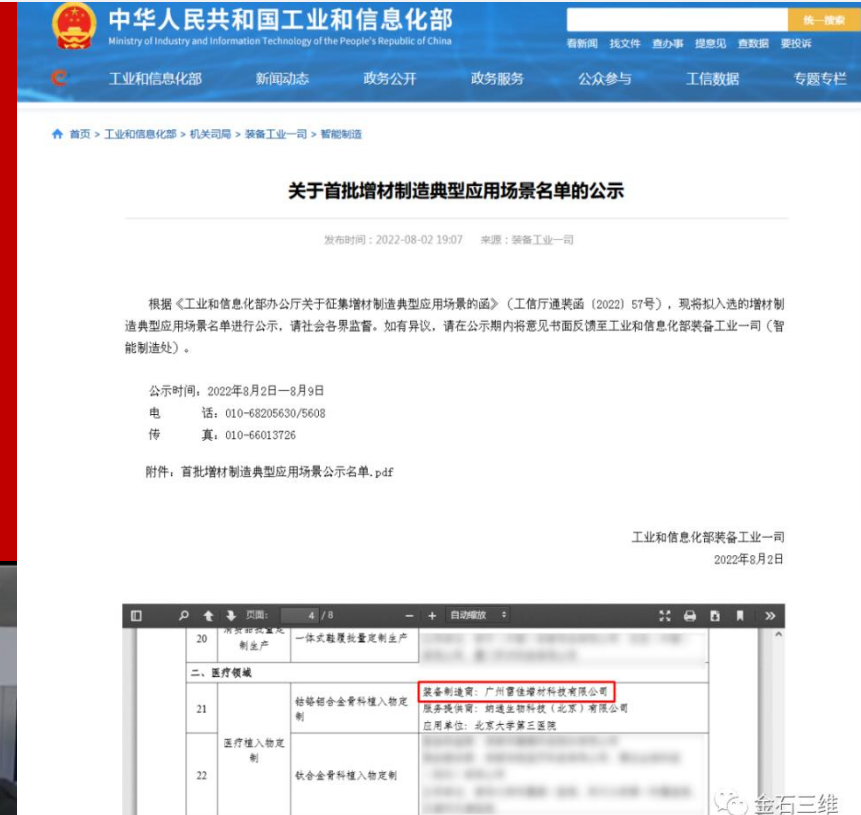 中华人民共和国工业和信息化部
Ministry of Industry and Information Technology of the People's Republic of China
统一搜索
看新闻 找文件 查办事 提意见 查数据 要投诉
工业和信息化部 新闻动态 政务公开 政务服务 公众参与 工信数据 专题专栏
首页 > 工业和信息化部 > 机关司局 > 装备工业一司 > 智能制造
关于首批增材制造典型应用场景名单的公示
发布时间：2022-08-02 19:07 来源：装备工业一司
根据《工业和信息化部办公厅关于征集增材制造典型应用场景的函》（工信厅通装函〔2022〕57号），现将拟入选的增材制
造典型应用场景名单进行公示，请社会各界监督。如有异议，请在公示期内将意见书面反馈至工业和信息化部装备工业一司（智
能制造处）。
公示时间：2022年8月2日—8月9日
电 话：010-68205630/5608
传 真：010-66013726
附件：首批增材制造典型应用场景公示名单.pdf
工业和信息化部装备工业一司
2022年8月2日
页面： 4 / 8 自动缩放
20 消费品批量定制生产 一体式鞋履批量定制生产
二、医疗领域
21 钴铬钼合金骨科植入物定制
装备制造商：广州雷佳增材科技有限公司
服务提供商：纳通生物科技（北京）有限公司
应用单位：北京大学第三医院
医疗植入物定制
22 钛合金骨科植入物定制
金石三维